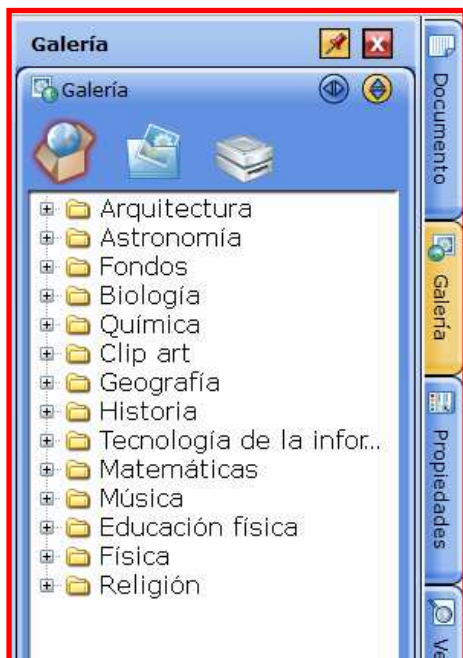 Galería
Galería
Arquitectura
Astronomía
Fondos
Biología
Química
Clip art
Geografía
Historia
Tecnología de la infor...
Matemáticas
Música
Educación física
Física
Religión
Documento
Galería
Propiedades